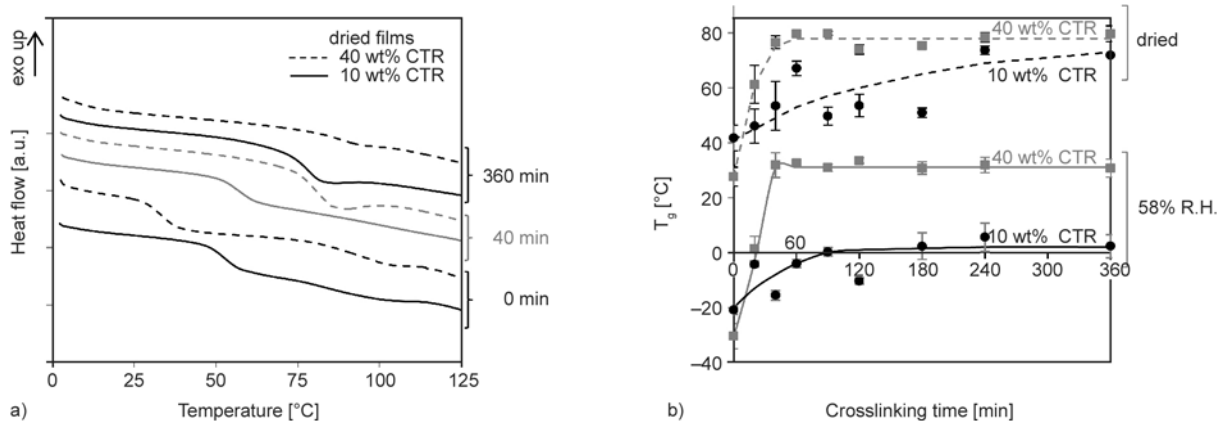 exo up
dried films
40 wt% CTR
10 wt% CTR
Heat flow [a.u.]
360 min
40 min
0 min
0 25 50 75 100 125
a)
Temperature [°C]
80
60
40
20
0
–20
–40
T_g [°C]
40 wt% CTR
10 wt% CTR
dried
40 wt% CTR
10 wt% CTR
58% R.H.
0 60 120 180 240 300 360
b)
Crosslinking time [min]